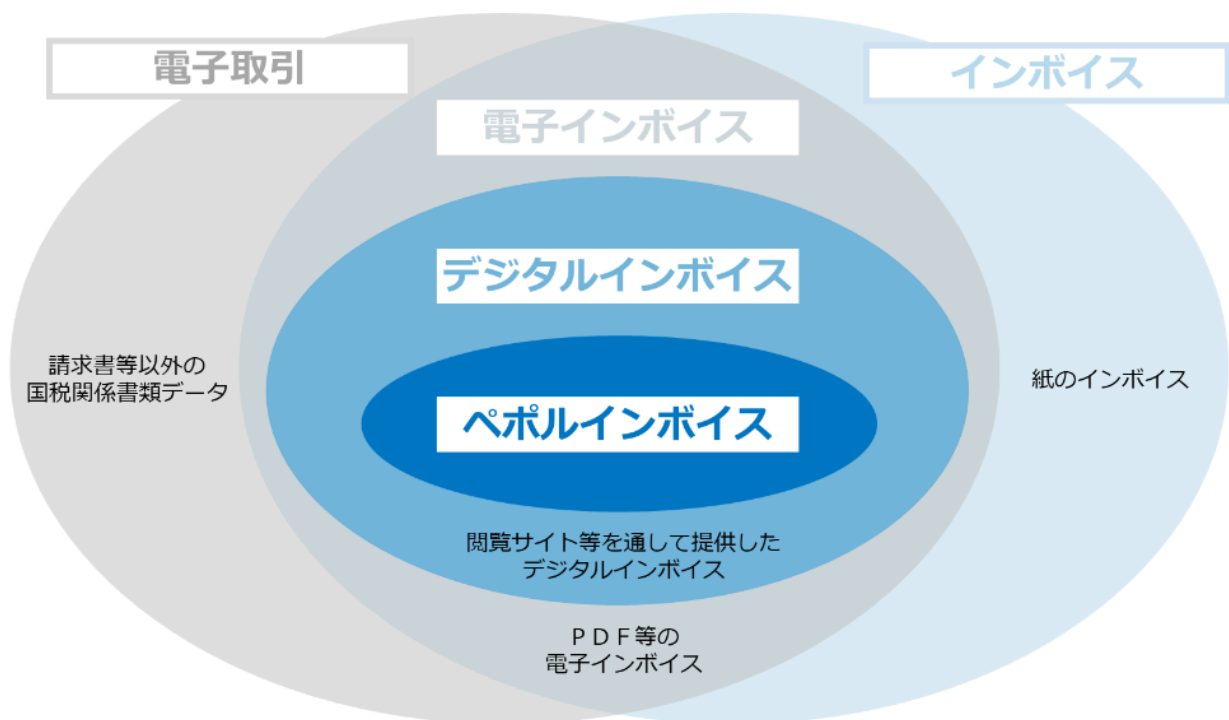 電子取引
インボイス
電子インボイス
デジタルインボイス
請求書等以外の
国税関係書類データ
紙のインボイス
ペポルインボイス
閲覧サイト等を通して提供した
デジタルインボイス
ＰＤＦ等の
電子インボイス